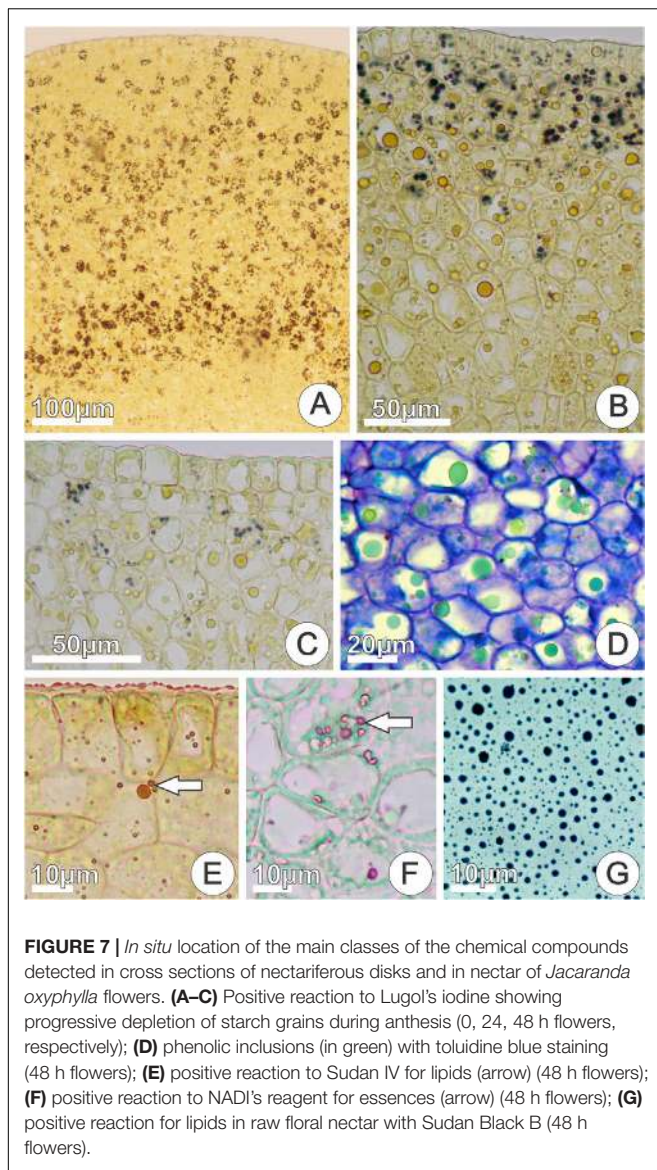 100µm
A
50µm
B
50µm
C
20µm
D
10µm
E
10µm
F
10µm
G
FIGURE 7 | In situ location of the main classes of the chemical compounds
detected in cross sections of nectariferous disks and in nectar of Jacaranda
oxyphylla flowers. (A–C) Positive reaction to Lugol's iodine showing
progressive depletion of starch grains during anthesis (0, 24, 48 h flowers,
respectively); (D) phenolic inclusions (in green) with toluidine blue staining
(48 h flowers); (E) positive reaction to Sudan IV for lipids (arrow) (48 h flowers);
(F) positive reaction to NADI's reagent for essences (arrow) (48 h flowers); (G)
positive reaction for lipids in raw floral nectar with Sudan Black B (48 h
flowers).